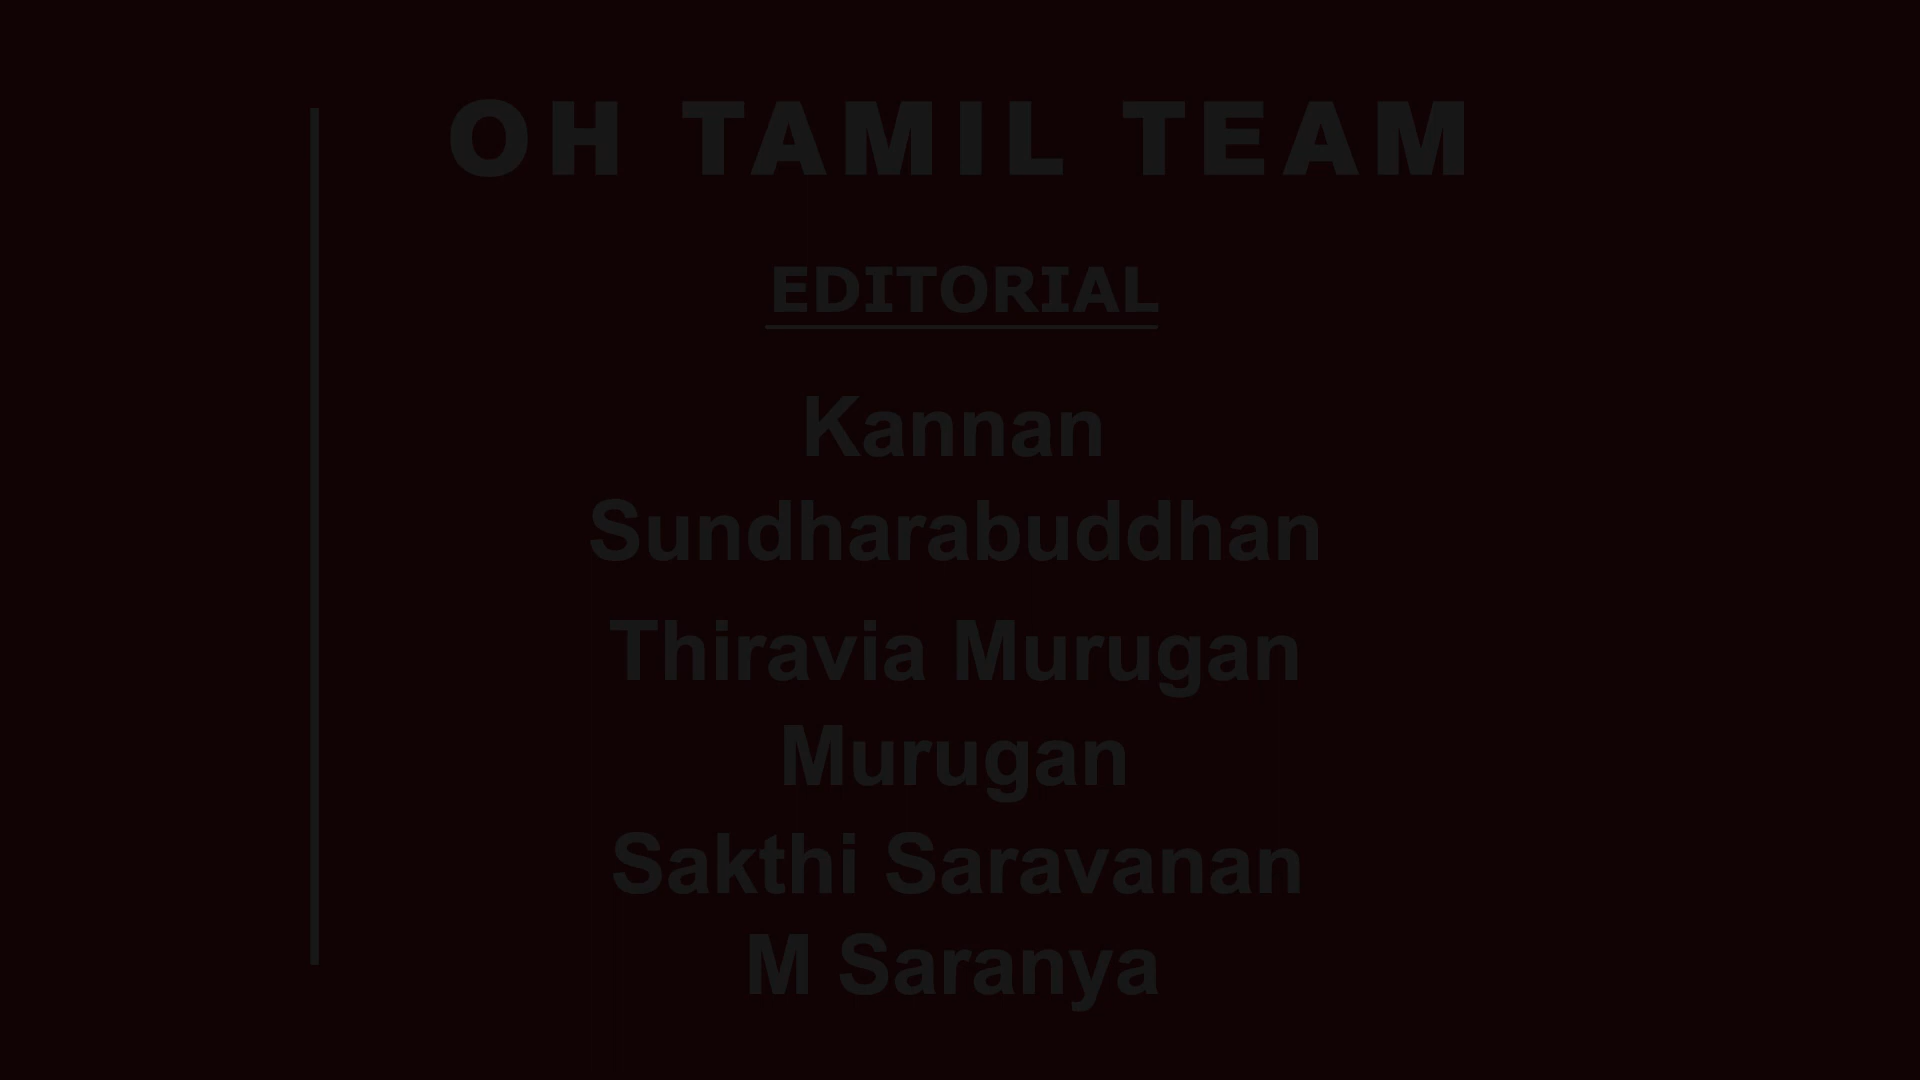 OH TAMIL TEAM
EDITORIAL
Kannan
Sundharabuddhan
Thiravia Murugan
Murugan
Sakthi Saravanan
M Saranya